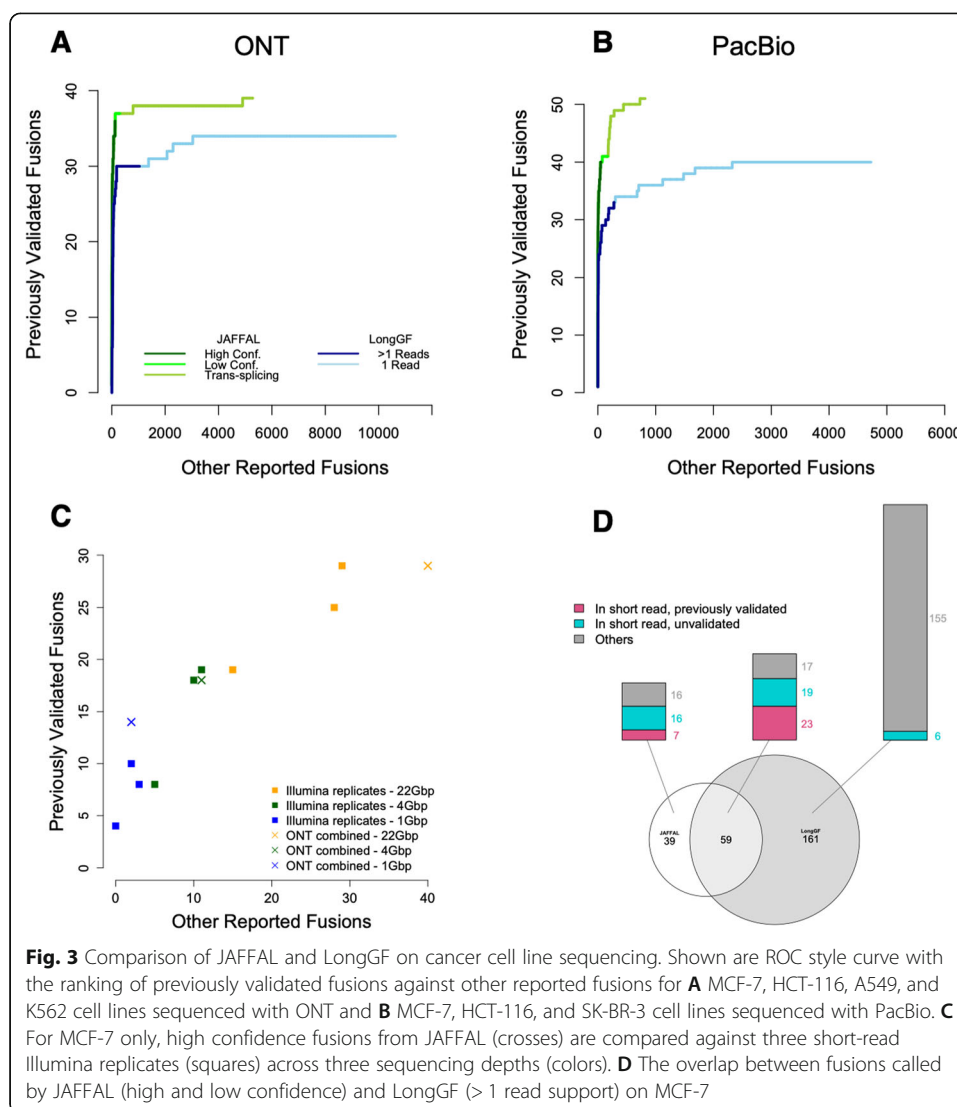 A
ONT
Previously Validated Fusions
40
30
20
10
0
JAFFAL
High Conf.
Low Conf.
Trans-splicing
LongGF
>1 Reads
1 Read
0 2000 4000 6000 8000 10000
Other Reported Fusions
B
PacBio
Previously Validated Fusions
50
40
30
20
10
0
0 1000 2000 3000 4000 5000 6000
Other Reported Fusions
C
Previously Validated Fusions
30
25
20
15
10
5
0
Illumina replicates - 22Gbp
Illumina replicates - 4Gbp
Illumina replicates - 1Gbp
ONT combined - 22Gbp
ONT combined - 4Gbp
ONT combined - 1Gbp
0 10 20 30 40
Other Reported Fusions
D
In short read, previously validated
In short read, unvalidated
Others
16
16
7
17
19
23
155
6
JAFFAL
39
59
LongGF
161
Fig. 3 Comparison of JAFFAL and LongGF on cancer cell line sequencing. Shown are ROC style curve with
the ranking of previously validated fusions against other reported fusions for A MCF-7, HCT-116, A549, and
K562 cell lines sequenced with ONT and B MCF-7, HCT-116, and SK-BR-3 cell lines sequenced with PacBio. C
For MCF-7 only, high confidence fusions from JAFFAL (crosses) are compared against three short-read
Illumina replicates (squares) across three sequencing depths (colors). D The overlap between fusions called
by JAFFAL (high and low confidence) and LongGF (> 1 read support) on MCF-7